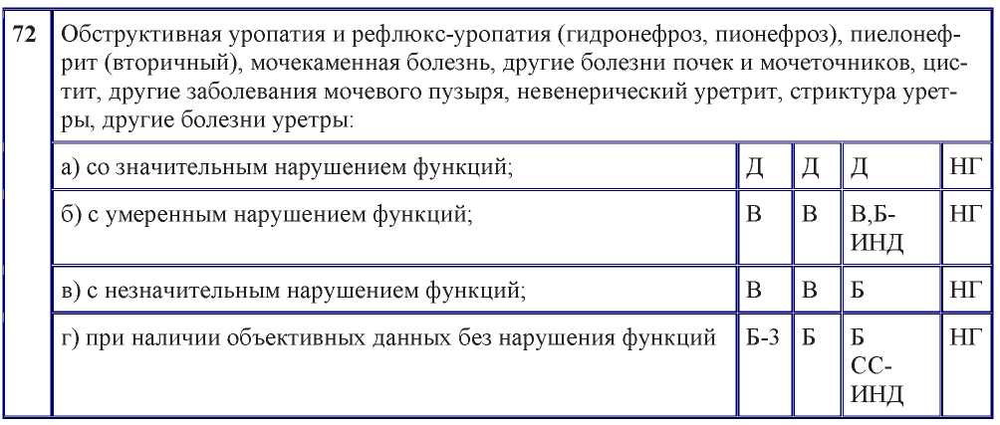 72 Обструктивная уропатия и рефлюкс-уропатия (гидронефроз, пионефроз), пиелонеф-
рит (вторичный), мочекаменная болезнь, другие болезни почек и мочеточников, цис-
тит, другие заболевания мочевого пузыря, невенерический уретрит, стриктура урет-
ры, другие болезни уретры:
а) со значительным нарушением функций; Д Д Д НГ
б) с умеренным нарушением функций; В В В,Б- НГ
ИНД
в) с незначительным нарушением функций; В В Б НГ
г) при наличии объективных данных без нарушения функций Б-3 Б Б НГ
СС-
ИНД